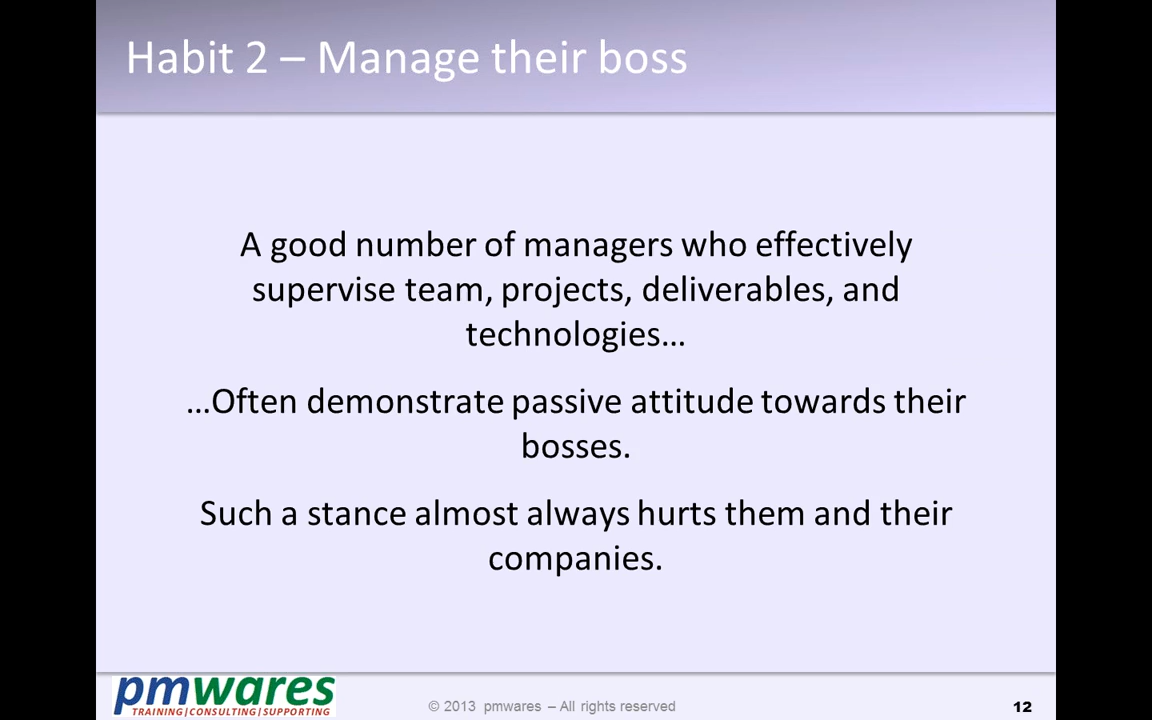 Habit 2 – Manage their boss
A good number of managers who effectively
supervise team, projects, deliverables, and
technologies…
…Often demonstrate passive attitude towards their
bosses.
Such a stance almost always hurts them and their
companies.
pmwares
TRAINING|CONSULTING|SUPPORTING
© 2013 pmwares – All rights reserved
12